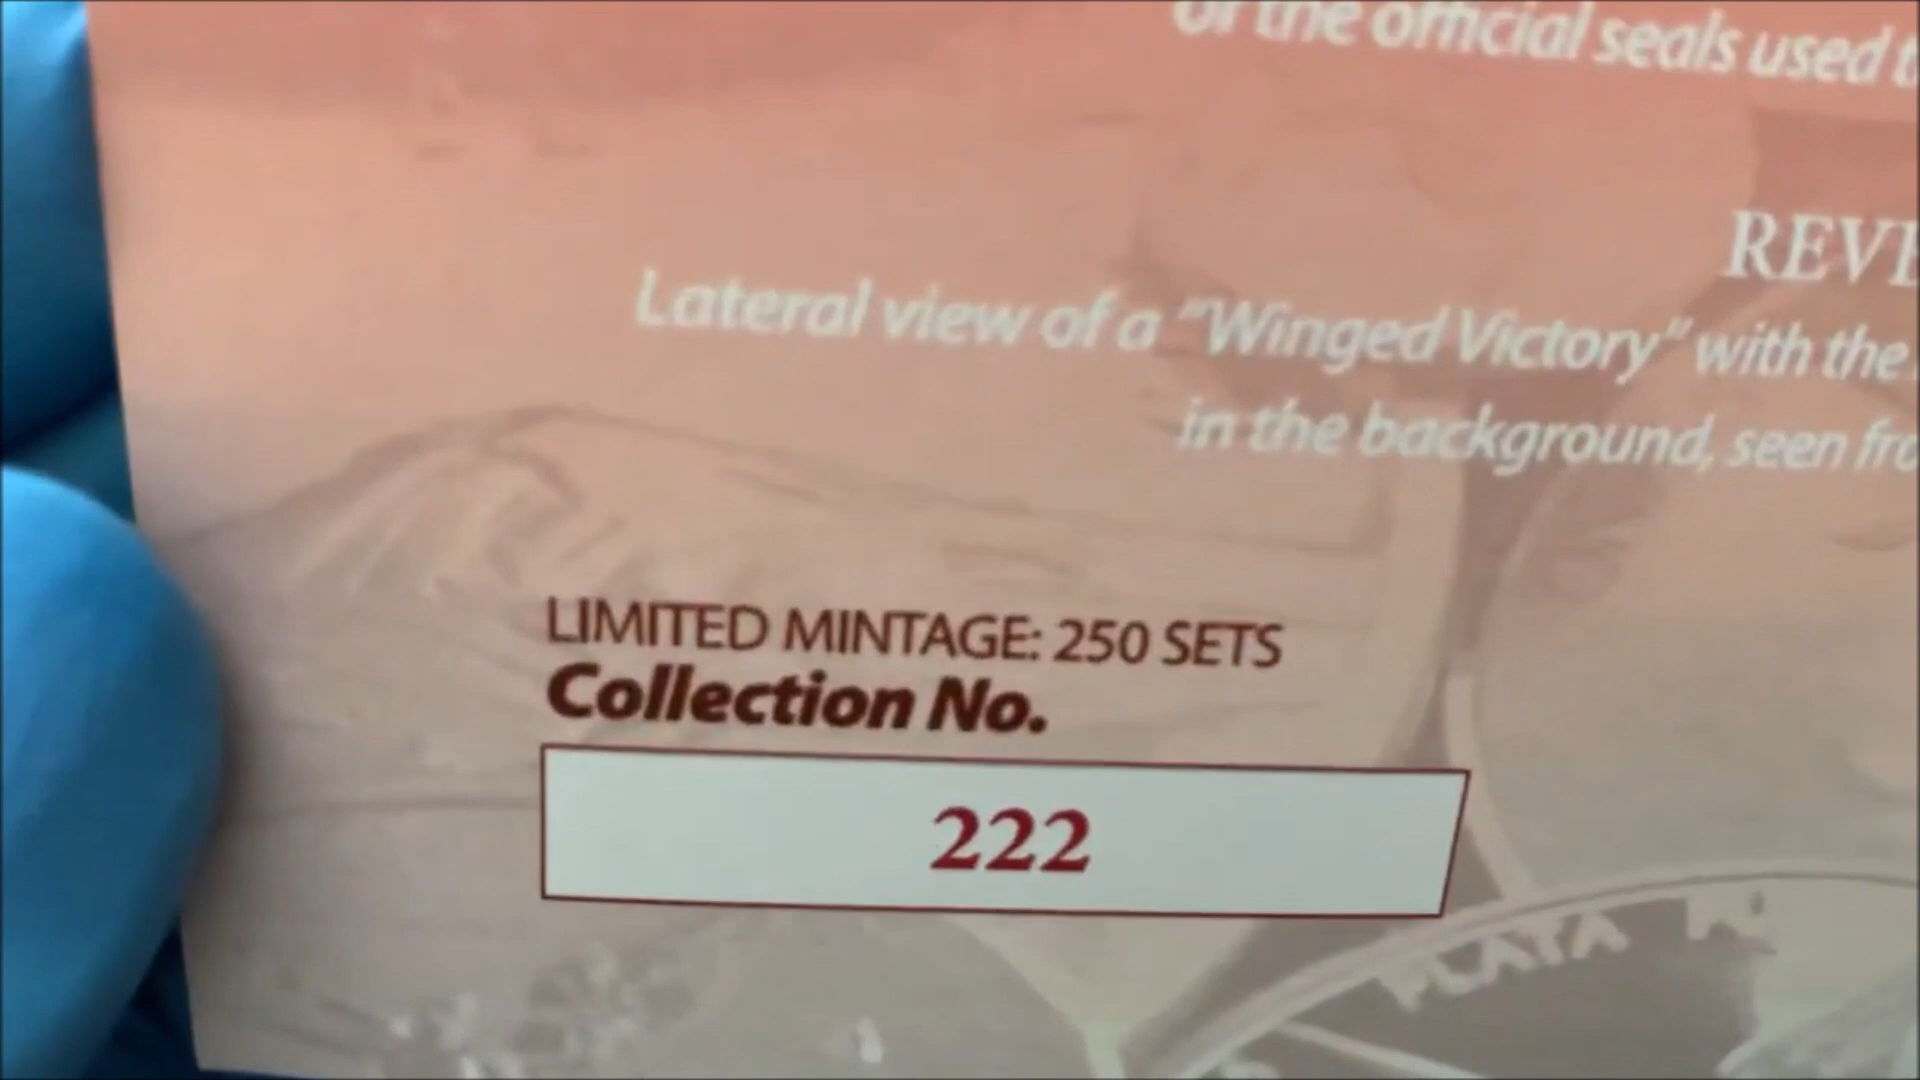 of the official seals used
REVE
Lateral view of a "Winged Victory" with the
in the background, seen
LIMITED MINTAGE: 250 SETS
Collection No.
222
PLATA